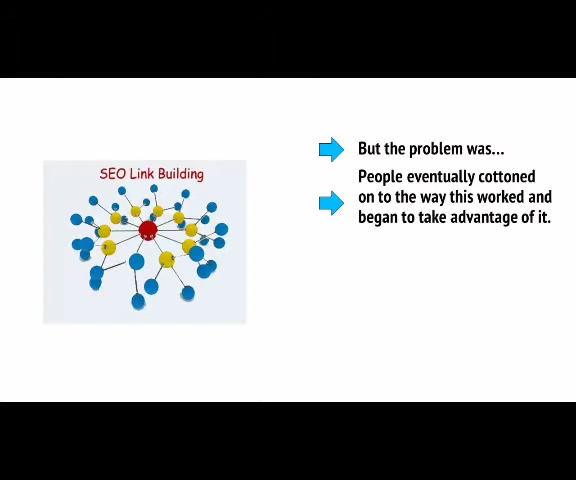 SEO Link Building
But the problem was...
People eventually cottoned
on to the way this worked and
began to take advantage of it.